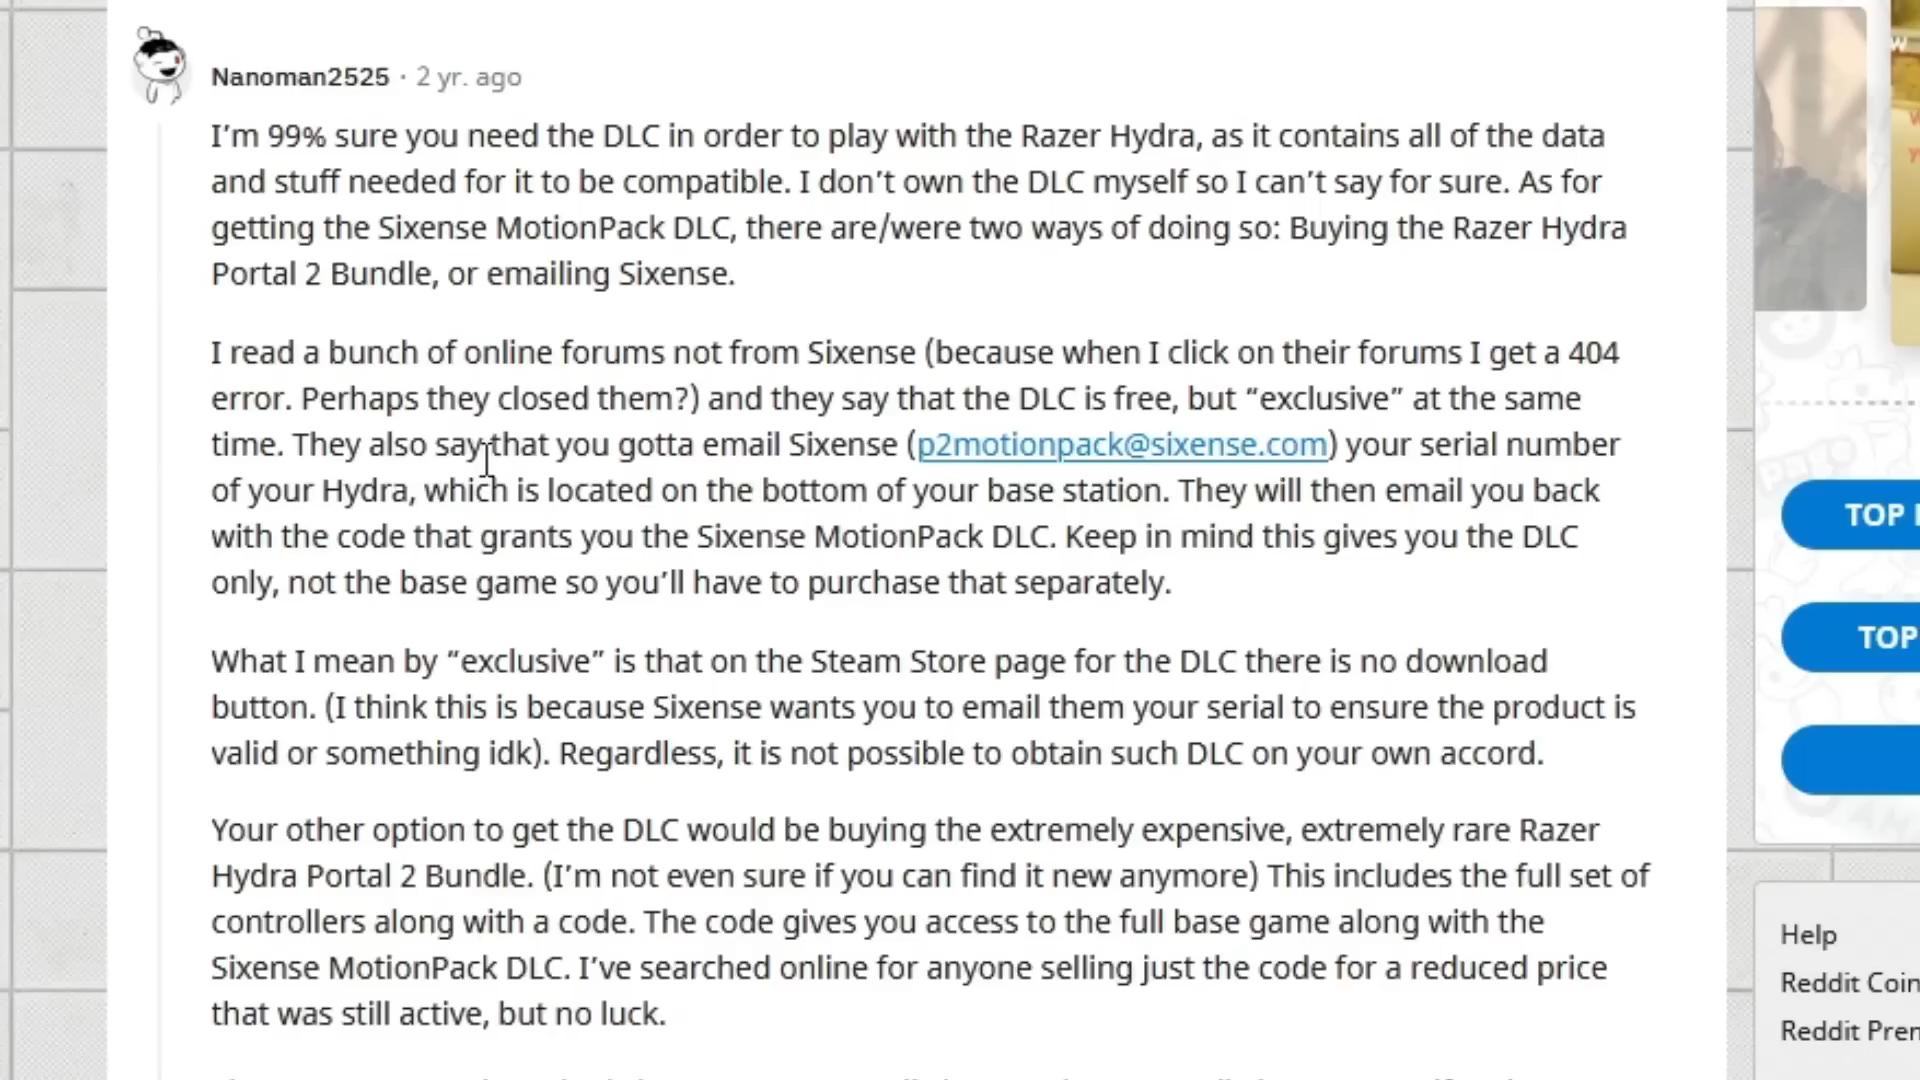 Nanoman2525 · 2 yr. ago
I’m 99% sure you need the DLC in order to play with the Razer Hydra, as it contains all of the data
and stuff needed for it to be compatible. I don’t own the DLC myself so I can’t say for sure. As for
getting the Sixense MotionPack DLC, there are/were two ways of doing so: Buying the Razer Hydra
Portal 2 Bundle, or emailing Sixense.
I read a bunch of online forums not from Sixense (because when I click on their forums I get a 404
error. Perhaps they closed them?) and they say that the DLC is free, but “exclusive” at the same
time. They also say that you gotta email Sixense (p2motionpack@sixense.com) your serial number
of your Hydra, which is located on the bottom of your base station. They will then email you back
with the code that grants you the Sixense MotionPack DLC. Keep in mind this gives you the DLC
only, not the base game so you’ll have to purchase that separately.
What I mean by “exclusive” is that on the Steam Store page for the DLC there is no download
button. (I think this is because Sixense wants you to email them your serial to ensure the product is
valid or something idk). Regardless, it is not possible to obtain such DLC on your own accord.
Your other option to get the DLC would be buying the extremely expensive, extremely rare Razer
Hydra Portal 2 Bundle. (I’m not even sure if you can find it new anymore) This includes the full set of
controllers along with a code. The code gives you access to the full base game along with the
Sixense MotionPack DLC. I’ve searched online for anyone selling just the code for a reduced price
that was still active, but no luck.
TOP
TOP
Help
Reddit Coin
Reddit Prem